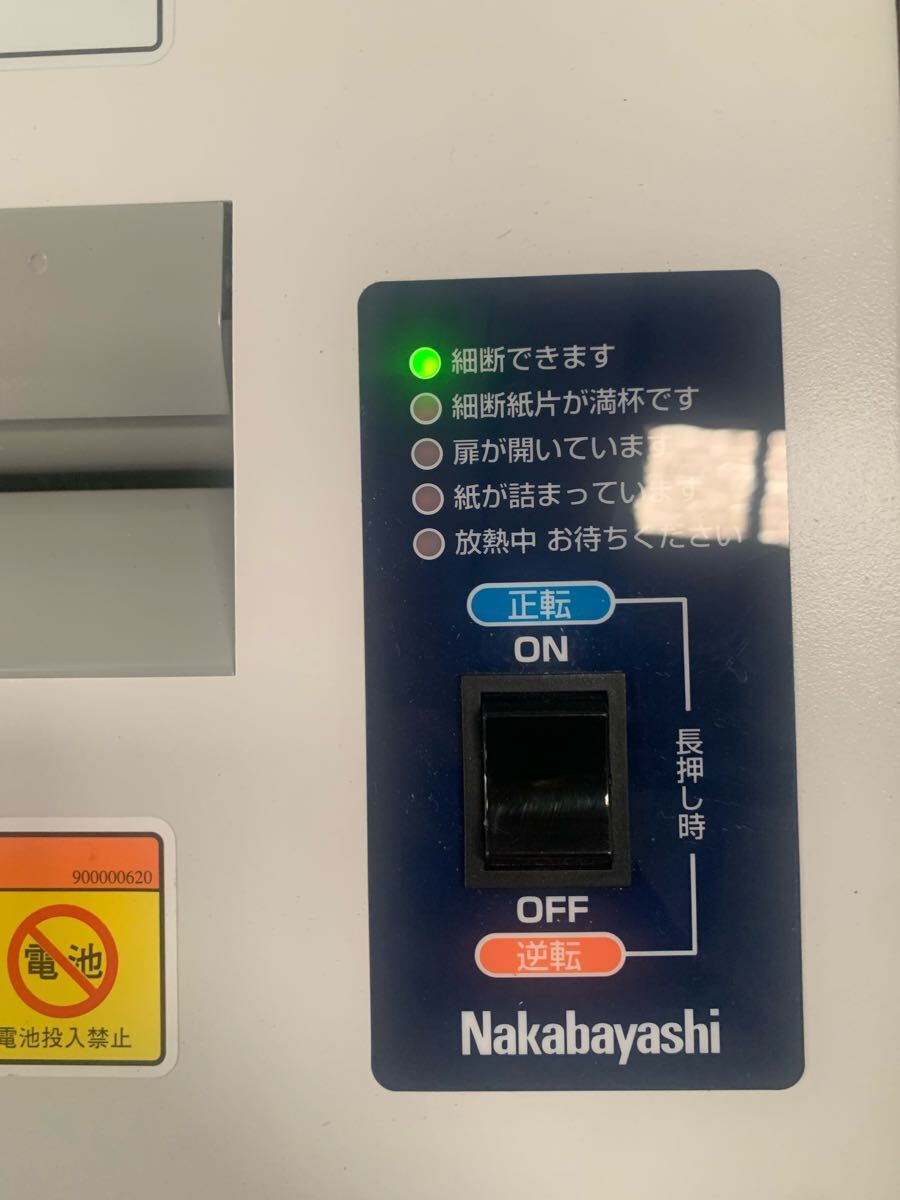 細断できます
細断紙片が満杯です
扉が開いています
紙が詰まっています
放熱中 お待ちください
正転
ON
長押し時
OFF
逆転
Nakabayashi
900000620
電池
電池投入禁止